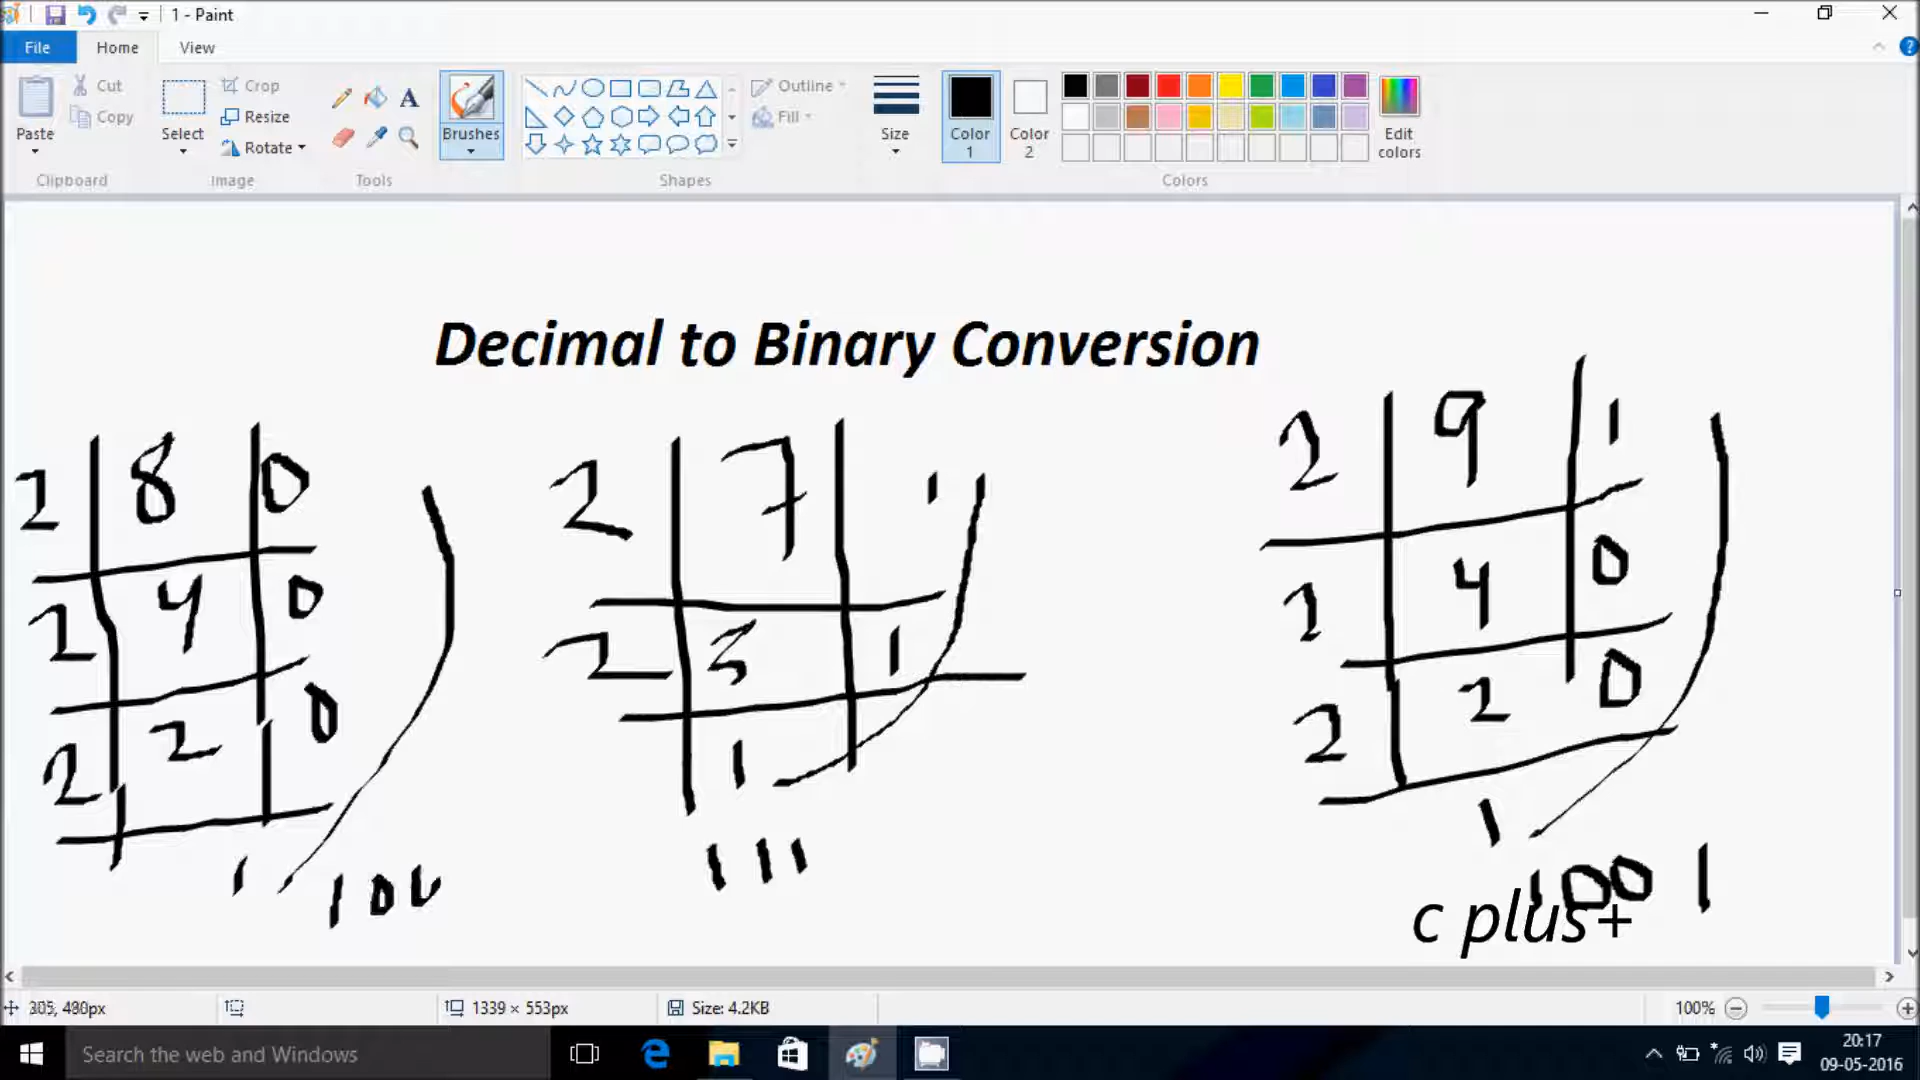 1 - Paint
File Home View
Paste
Cut
Copy
Clipboard
Select
Crop
Resize
Rotate
Image
Tools
Brushes
Shapes
Outline
Fill
Size
Color 1
Color 2
Edit colors
Colors
Decimal to Binary Conversion
2 8 0
2 4 0
2 2 0
1
100
2 7 1
2 3 1
1
111
2 9 1
2 4 0
2 2 0
1
1001
c plus+
305, 480px
1339 × 553px
Size: 4.2KB
100%
Search the web and Windows
20:17
09-05-2016